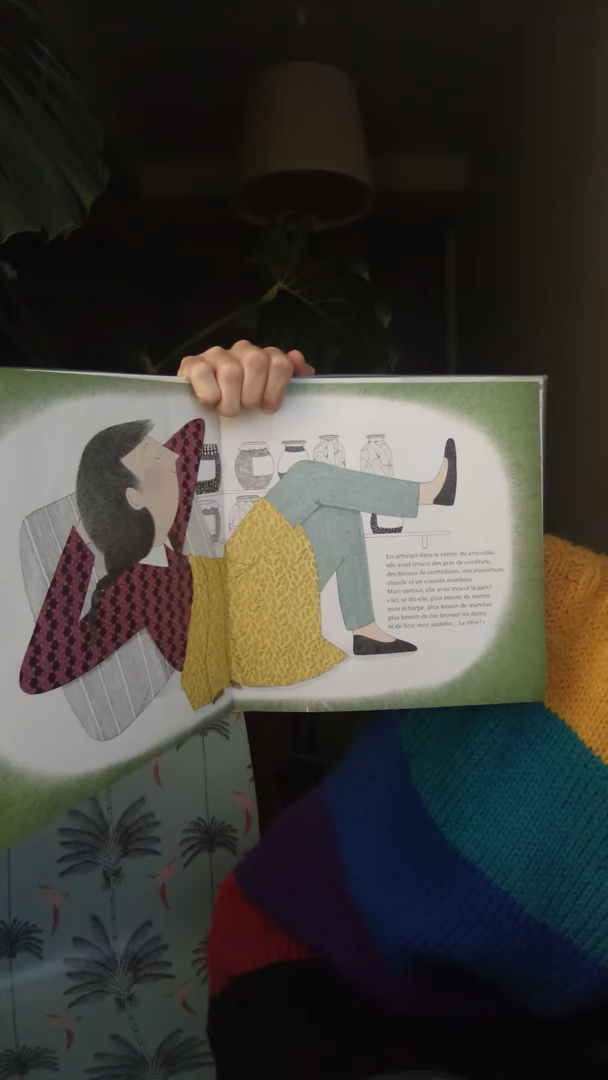 En arrivant dans le ventre du crocodile,
elle avait trouvé des pots de confiture,
des bocaux de cornichons, une couverture
chaude et un coussin moelleux.
Mais surtout, elle avait trouvé la paix !
« Ici, se dit-elle, plus besoin de mettre
mon écharpe, plus besoin de marcher,
plus besoin de me brosser les dents
ni de finir mon assiette... Le rêve ! »